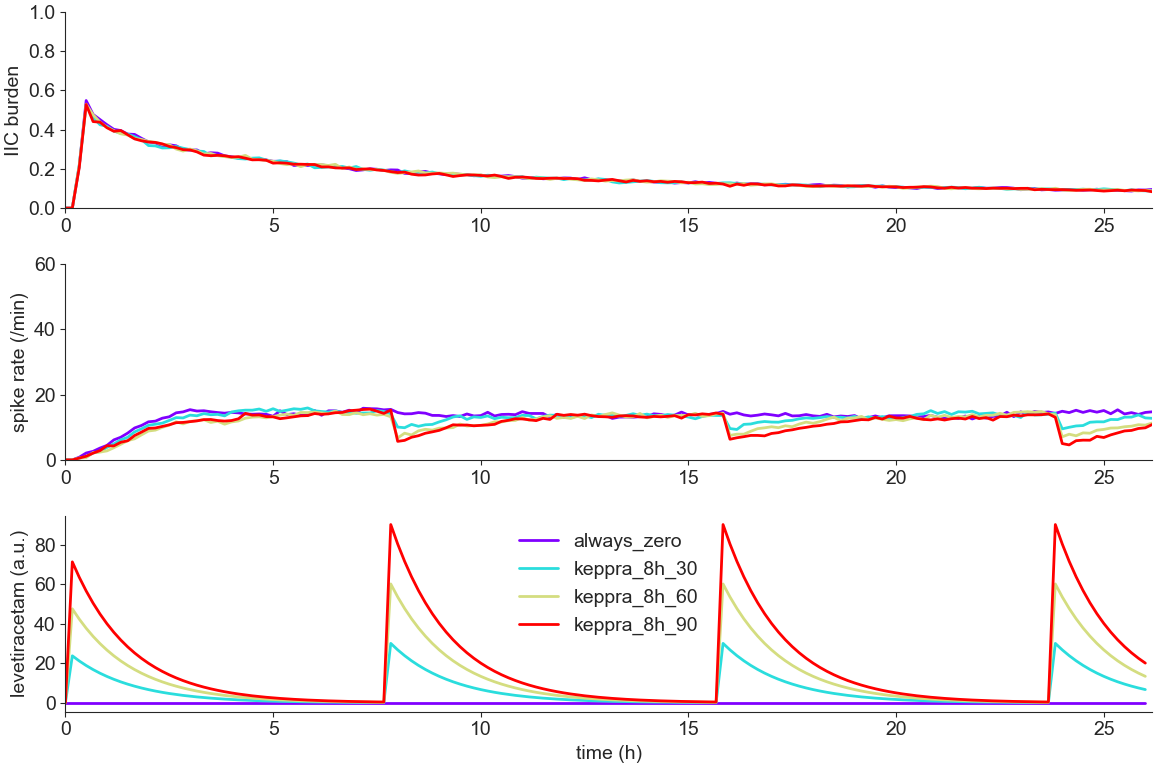 IIC burden
1.0
0.8
0.6
0.4
0.2
0.0
0 5 10 15 20 25
spike rate (/min)
60
40
20
0
0 5 10 15 20 25
levetiracetam (a.u.)
80
60
40
20
0
always_zero
keppra_8h_30
keppra_8h_60
keppra_8h_90
0 5 10 15 20 25
time (h)